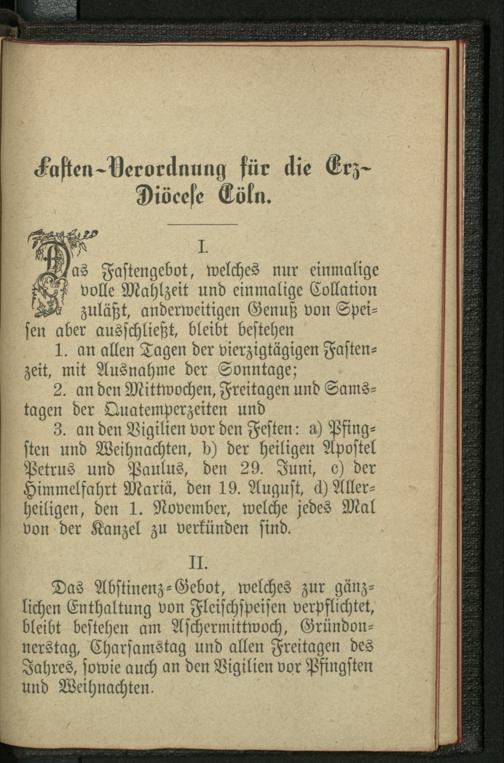 Fasten-Verordnung für die Erz-
Diöcese Cöln.
I.
Das Fastengebot, welches nur einmalige
volle Mahlzeit und einmalige Collation
zuläßt, anderweitigen Genuß von Spei-
sen aber ausschließt, bleibt bestehen
1. an allen Tagen der vierzigtägigen Fasten-
zeit, mit Ausnahme der Sonntage;
2. an den Mittwochen, Freitagen und Sams-
tagen der Quatemperzeiten und
3. an den Vigilien vor den Festen: a) Pfing-
sten und Weihnachten, b) der heiligen Apostel
Petrus und Paulus, den 29. Juni, c) der
Himmelfahrt Mariä, den 19. August, d) Aller-
heiligen, den 1. November, welche jedes Mal
von der Kanzel zu verkünden sind.
II.
Das Abstinenz-Gebot, welches zur gänz-
lichen Enthaltung von Fleischspeisen verpflichtet,
bleibt bestehen am Aschermittwoch, Gründon-
nerstag, Charsamstag und allen Freitagen des
Jahres, sowie auch an den Vigilien vor Pfingsten
und Weihnachten.